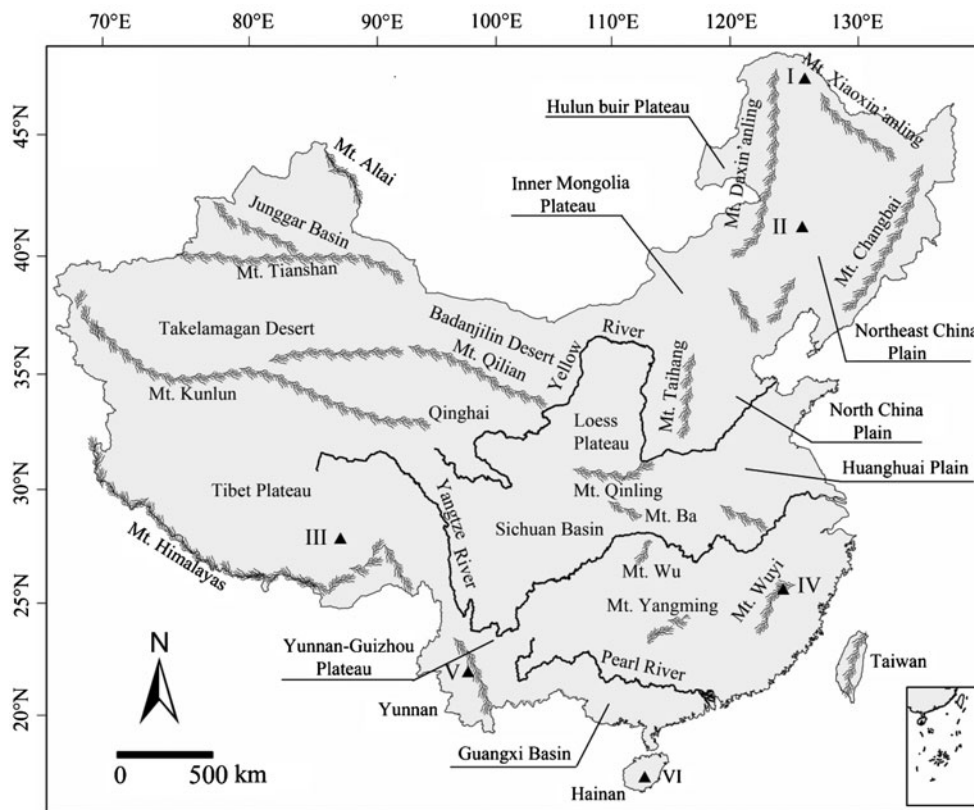 70°E 80°E 90°E 100°E 110°E 120°E 130°E
45°N
40°N
35°N
30°N
25°N
20°N
I
Mt. Xiaoxin'anling
Hulun buir Plateau
Mt. Daxin'anling
Mt. Altai
Inner Mongolia
Plateau
Junggar Basin
II
Mt. Changbai
Mt. Tianshan
Takelamagan Desert
Badanjilin Desert
River
Yellow
Northeast China
Plain
Mt. Qilian
Mt. Taihang
Mt. Kunlun
Qinghai
Loess
Plateau
North China
Plain
Huanghuai Plain
Tibet Plateau
Yangtze River
Mt. Qinling
Mt. Ba
Sichuan Basin
III
Mt. Himalayas
Mt. Wu
Mt. Wuyi
IV
Mt. Yangming
N
Yunnan-Guizhou
Plateau
Pearl River
Taiwan
V
Yunnan
Guangxi Basin
0 500 km
VI
Hainan